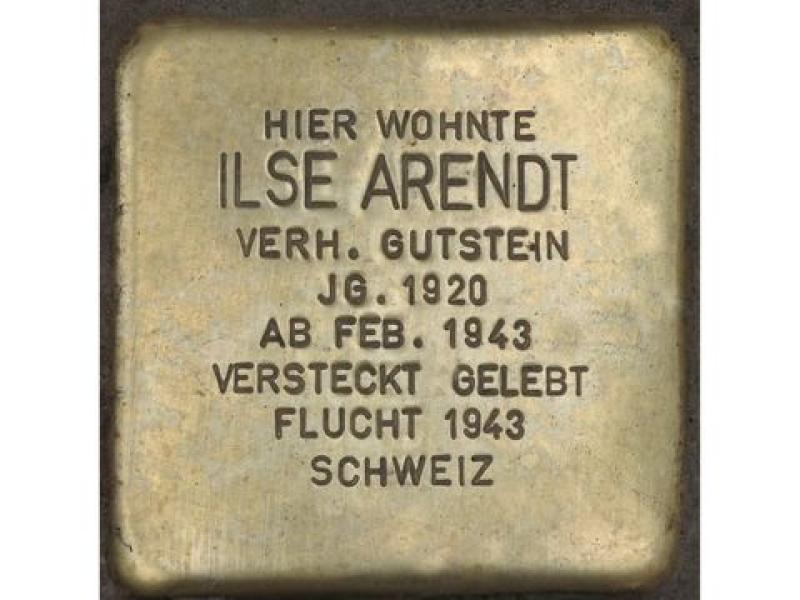 HIER WOHNTE
ILSE ARENDT
VERH. GUTSTEIN
JG. 1920
AB FEB. 1943
VERSTECKT GELEBT
FLUCHT 1943
SCHWEIZ